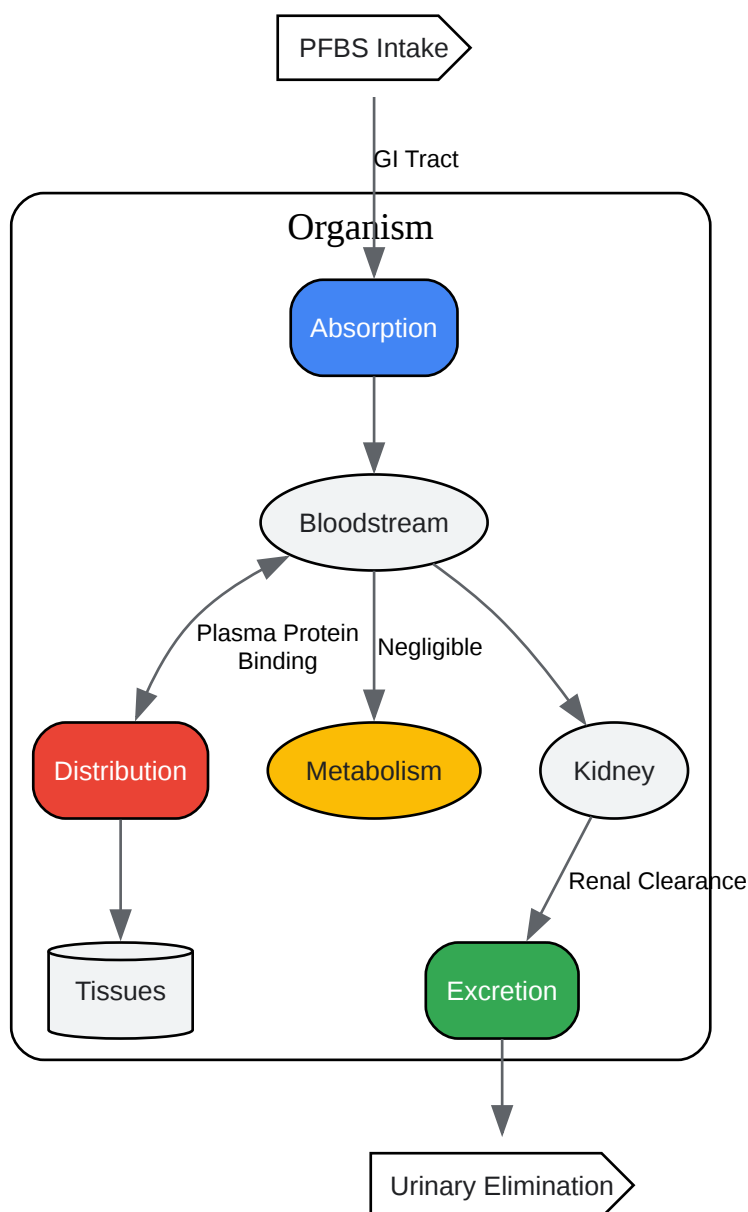 PFBS Intake
GI Tract
Organism
Absorption
Bloodstream
Plasma Protein
Binding
Negligible
Distribution
Metabolism
Kidney
Renal Clearance
Tissues
Excretion
Urinary Elimination